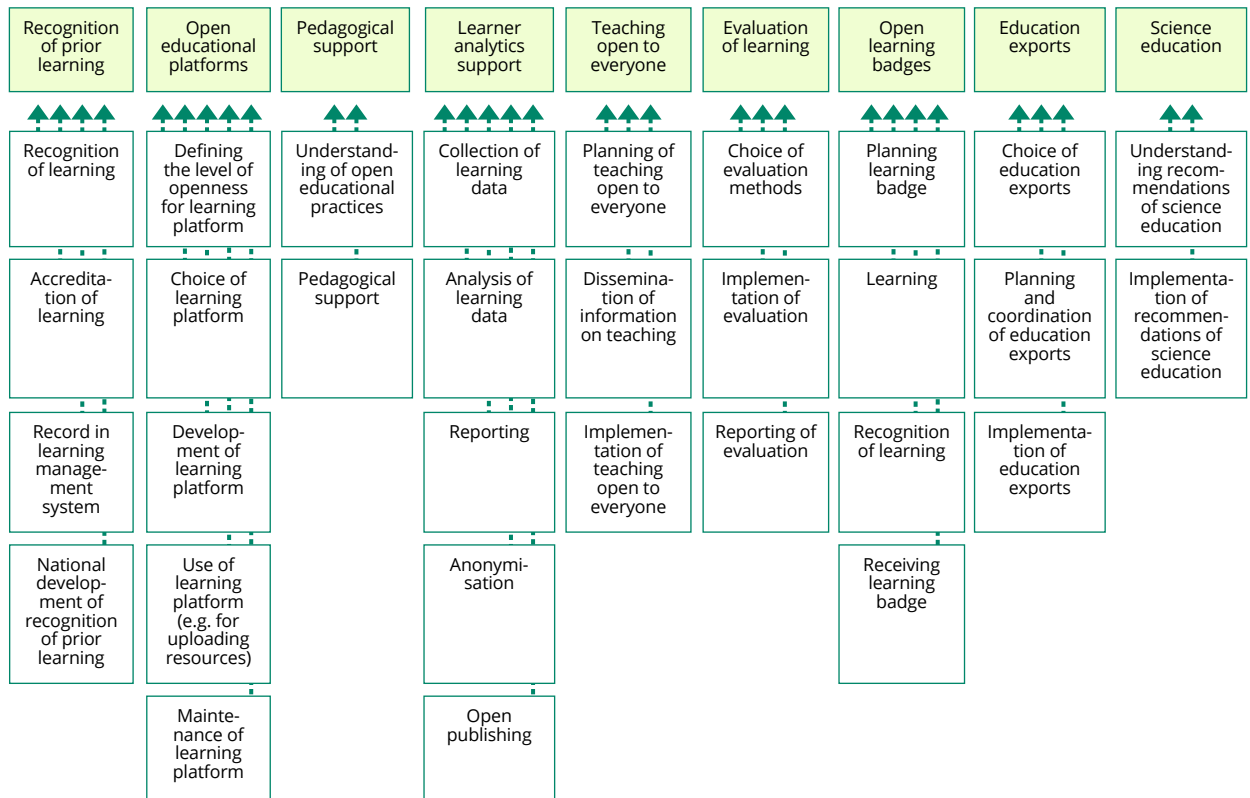 Recognition
of prior
learning
Open
educational
platforms
Pedagogical
support
Learner
analytics
support
Teaching
open to
everyone
Evaluation
of learning
Open
learning
badges
Education
exports
Science
education
Recognition
of learning
Defining
the level of
openness
for learning
platform
Understand-
ing of open
educational
practices
Collection of
learning
data
Planning of
teaching
open to
everyone
Choice of
evaluation
methods
Planning
learning
badge
Choice of
education
exports
Understand-
ing recom-
mendations
of science
education
Accredita-
tion of
learning
Choice of
learning
platform
Pedagogical
support
Analysis of
learning
data
Dissemina-
tion of
information
on teaching
Implemen-
tation of
evaluation
Learning
Planning
and
coordination
of education
exports
Implementa-
tion of
recommen-
dations of
science
education
Record in
learning
manage-
ment
system
Develop-
ment of
learning
platform
Reporting
Implemen-
tation of
teaching
open to
everyone
Reporting of
evaluation
Recognition
of learning
Implementa-
tion of
education
exports
National
develop-
ment of
recognition
of prior
learning
Use of
learning
platform
(e.g. for
uploading
resources)
Anonymi-
sation
Receiving
learning
badge
Mainte-
nance of
learning
platform
Open
publishing